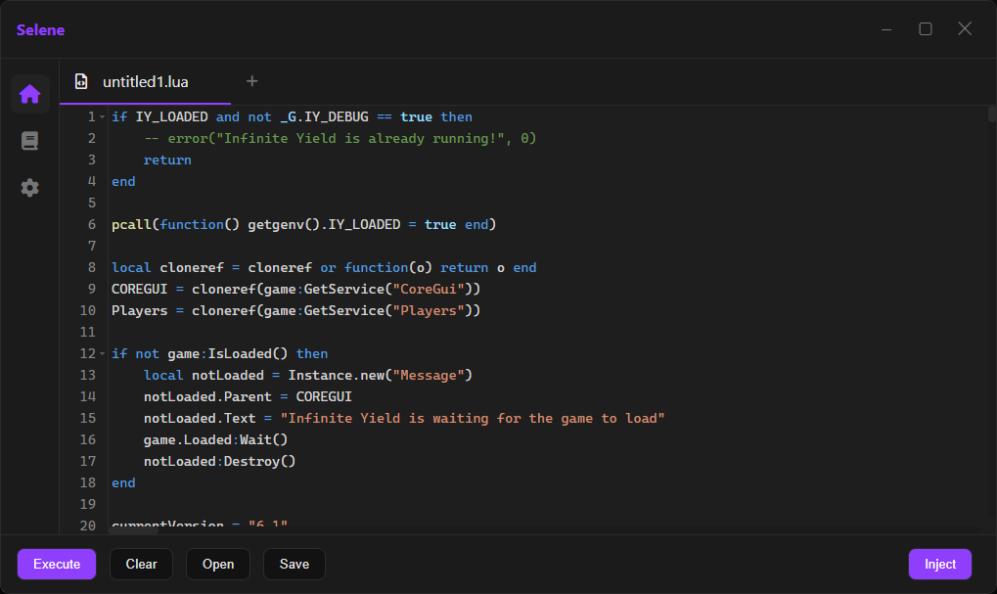 Selene
untitled1.lua
1 if IY_LOADED and not _G.IY_DEBUG == true then
2     -- error("Infinite Yield is already running!", 0)
3     return
4 end
5
6 pcall(function() getgenv().IY_LOADED = true end)
7
8 local cloneref = cloneref or function(o) return o end
9 COREGUI = cloneref(game:GetService("CoreGui"))
10 Players = cloneref(game:GetService("Players"))
11
12 if not game:IsLoaded() then
13     local notLoaded = Instance.new("Message")
14     notLoaded.Parent = COREGUI
15     notLoaded.Text = "Infinite Yield is waiting for the game to load"
16     game.Loaded:Wait()
17     notLoaded:Destroy()
18 end
19
20 currentVersion = "6.1"
Execute Clear Open Save Inject